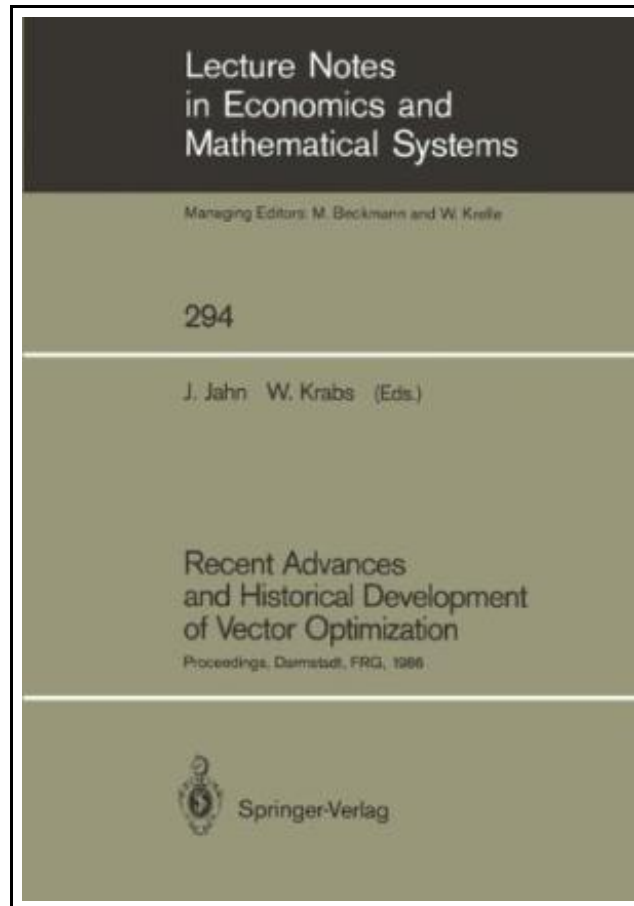 Lecture Notes
in Economics and
Mathematical Systems
Managing Editors: M. Beckmann and W. Krelle
294
J. Jahn W. Krabs (Eds.)
Recent Advances
and Historical Development
of Vector Optimization
Proceedings, Darmstadt, FRG, 1986
Springer-Verlag